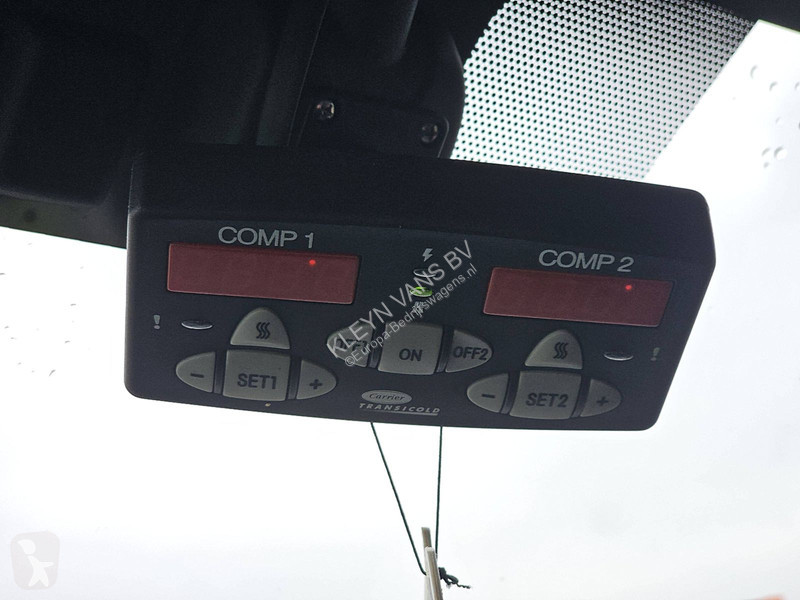 COMP 1
COMP 2
KLEYN VANS BV
©Europa-Bedrijfswagens.nl
ON
OFF2
- SET1 +
- SET2 +
Carrier
TRANSICOLD